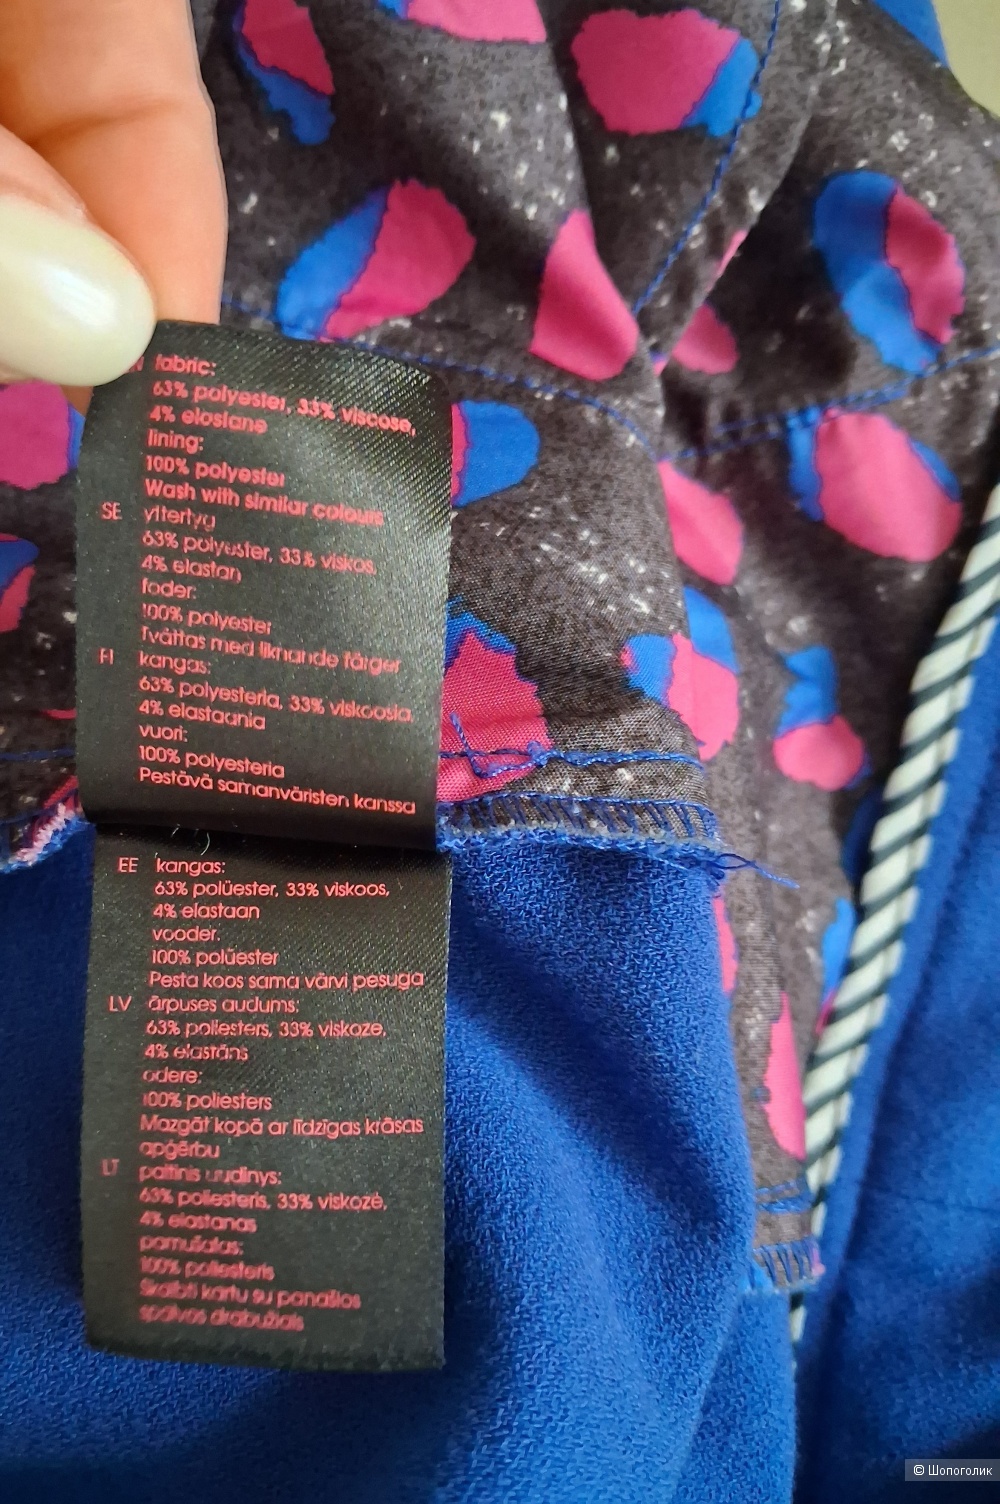 fabric:
63% polyester, 33% viscose,
4% elastane
lining:
100% polyester
Wash with similar colours
SE yttertyg
63% polyester, 33% viskos,
4% elastan
foder:
100% polyester
Tvättas med liknande färger
FI kangas:
63% polyesteria, 33% viskoosia,
4% elastaania
vuori:
100% polyesteria
Pestävä samanväristen kanssa
EE kangas:
63% polüester, 33% viskoos,
4% elastaan
vooder:
100% polüester
Pesta koos sama värvi pesuga
LV ārpuses audums:
63% poliesters, 33% viskoze,
4% elastāns
odere:
100% poliesters
Mazgāt kopā ar līdzīgas krāsas
apģērbu
LT paltinis uudinys:
63% poliesteris, 33% viskozė,
4% elastanas
pamušalas:
100% poliesteris
Skalbti kartu su panašios
spalvos drabužiais
© Шопоголик